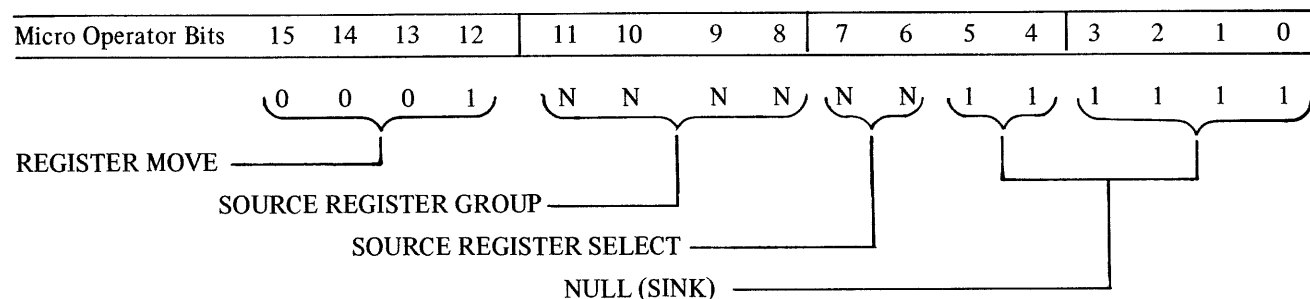 Micro Operator Bits 15 14 13 12 11 10 9 8 7 6 5 4 3 2 1 0
0 0 0 1 N N N N N N 1 1 1 1 1 1
REGISTER MOVE
SOURCE REGISTER GROUP
SOURCE REGISTER SELECT
NULL (SINK)